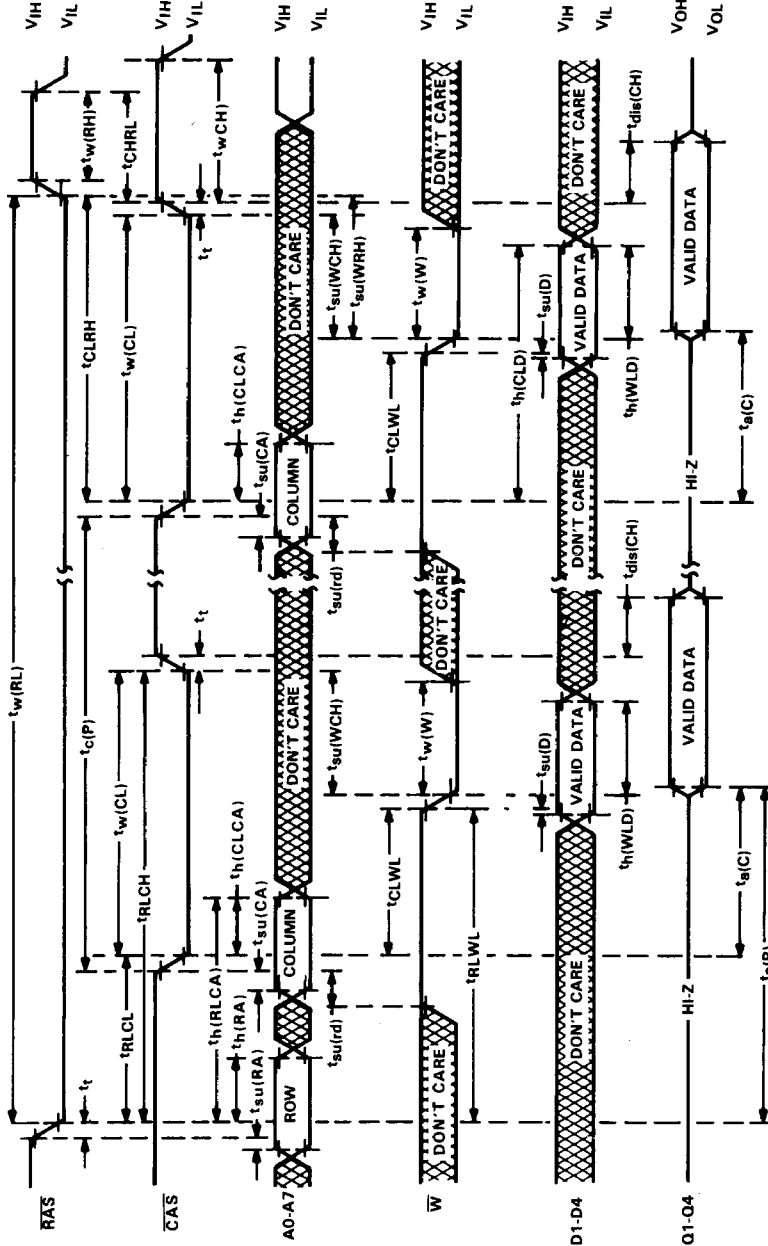 tw(RL)
R̅A̅S̅
tt
tw(RH)
VIH
VIL
tc(P)
tCLRH
tCHRL
tRLCL
tw(CL)
tw(CL)
twCH
tRLCH
C̅A̅S̅
tt
tt
VIH
VIL
th(RLCA)
th(RA)
th(CLCA)
th(CLCA)
tsu(RA)
tsu(CA)
tsu(CA)
A0-A7
ROW
COLUMN
DON'T CARE
COLUMN
DON'T CARE
VIH
VIL
tsu(rd)
tsu(WCH)
tsu(rd)
tsu(WCH)
tsu(WRH)
tCLWL
tw(W)
tCLWL
tw(W)
W̅
DON'T CARE
DON'T CARE
DON'T CARE
VIH
VIL
tRLWL
th(CLD)
tsu(D)
tsu(D)
D1-D4
DON'T CARE
VALID DATA
DON'T CARE
VALID DATA
DON'T CARE
VIH
VIL
th(WLD)
tdis(CH)
th(WLD)
tdis(CH)
Q1-Q4
HI-Z
VALID DATA
HI-Z
VALID DATA
VOH
VOL
ta(C)
ta(C)